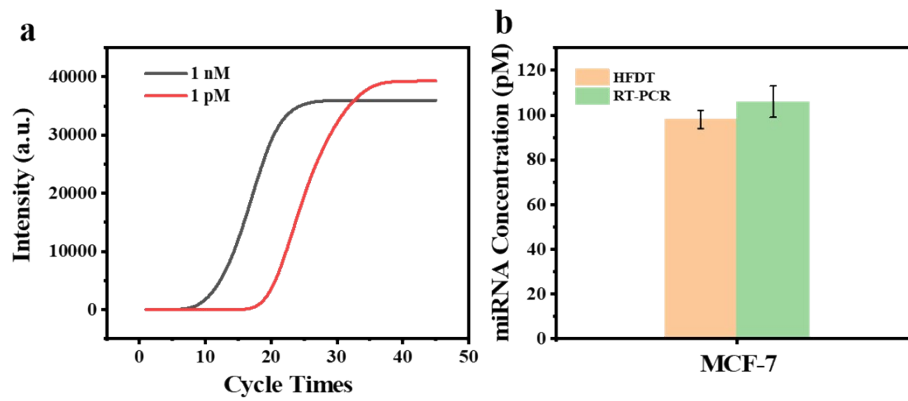 a
1 nM
1 pM
40000
30000
20000
10000
0
0 10 20 30 40 50
Intensity (a.u.)
Cycle Times
b
HFDT
RT-PCR
120
100
80
60
40
20
0
miRNA Concentration (pM)
MCF-7